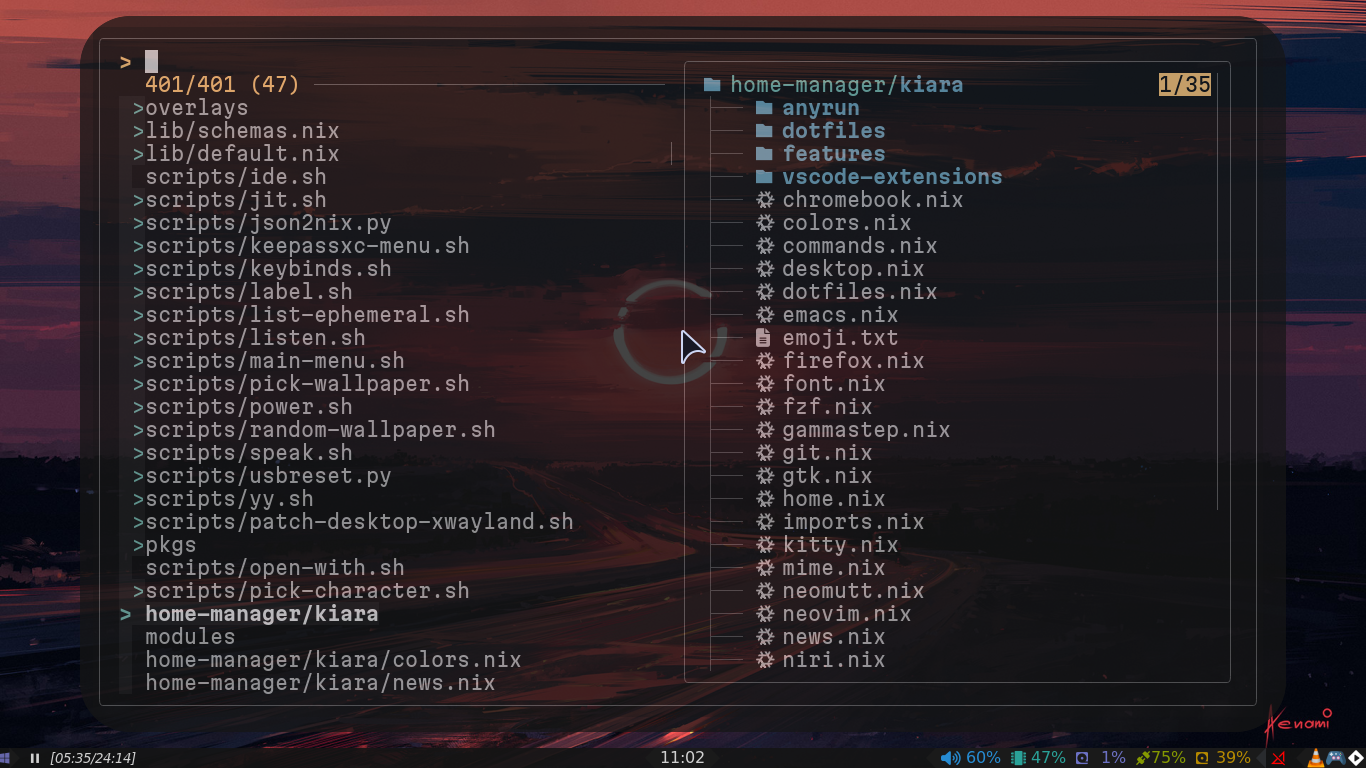 >
401/401 (47)
>overlays
>lib/schemas.nix
>lib/default.nix
scripts/ide.sh
>scripts/jit.sh
>scripts/json2nix.py
>scripts/keepassxc-menu.sh
>scripts/keybinds.sh
>scripts/label.sh
>scripts/list-ephemeral.sh
>scripts/listen.sh
>scripts/main-menu.sh
>scripts/pick-wallpaper.sh
>scripts/power.sh
>scripts/random-wallpaper.sh
>scripts/speak.sh
>scripts/usbreset.py
>scripts/yy.sh
>scripts/patch-desktop-xwayland.sh
>pkgs
scripts/open-with.sh
>scripts/pick-character.sh
> home-manager/kiara
modules
home-manager/kiara/colors.nix
home-manager/kiara/news.nix
home-manager/kiara 1/35
anyrun
dotfiles
features
vscode-extensions
chromebook.nix
colors.nix
commands.nix
desktop.nix
dotfiles.nix
emacs.nix
emoji.txt
firefox.nix
font.nix
fzf.nix
gammastep.nix
git.nix
gtk.nix
home.nix
imports.nix
kitty.nix
mime.nix
neomutt.nix
neovim.nix
news.nix
niri.nix
Aenami
[05:35/24:14] 11:02 60% 47% 1% 75% 39%